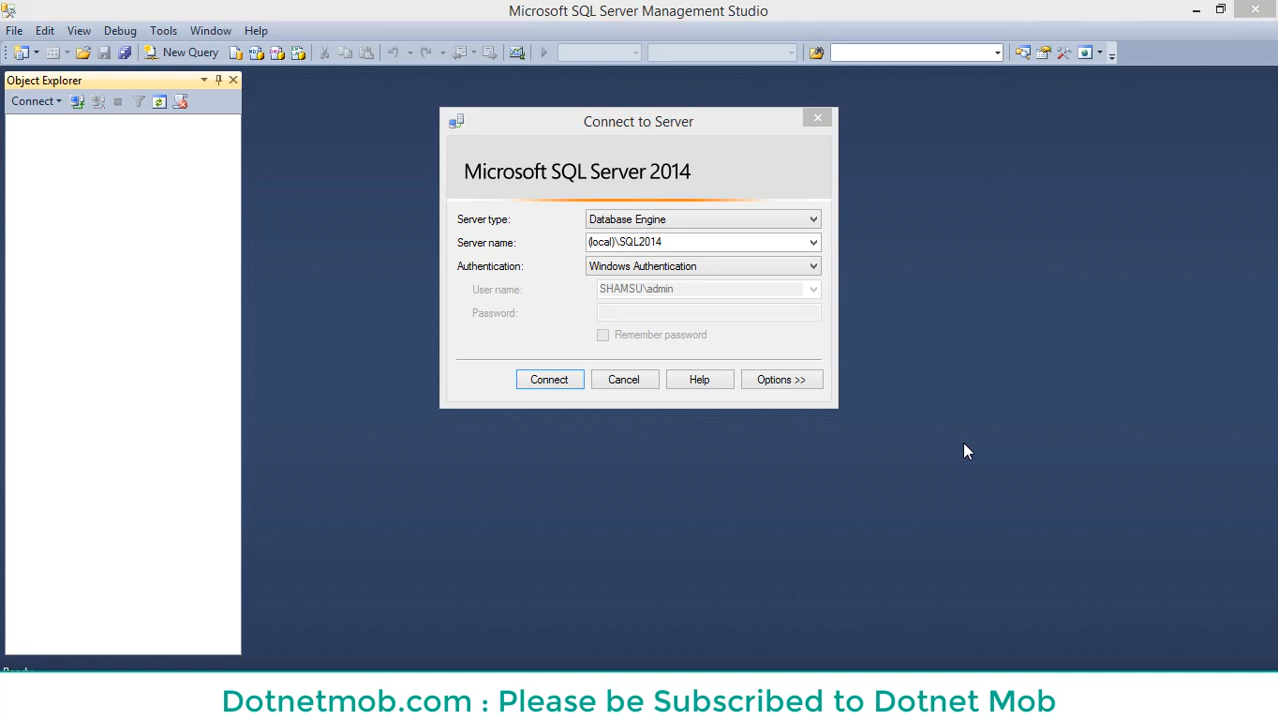 Microsoft SQL Server Management Studio
File Edit View Debug Tools Window Help
New Query
Object Explorer
Connect
Connect to Server
Microsoft SQL Server 2014
Server type: Database Engine
Server name: (local)\SQL2014
Authentication: Windows Authentication
User name: SHAMSU\admin
Password:
Remember password
Connect Cancel Help Options >>
Dotnetmob.com : Please be Subscribed to Dotnet Mob